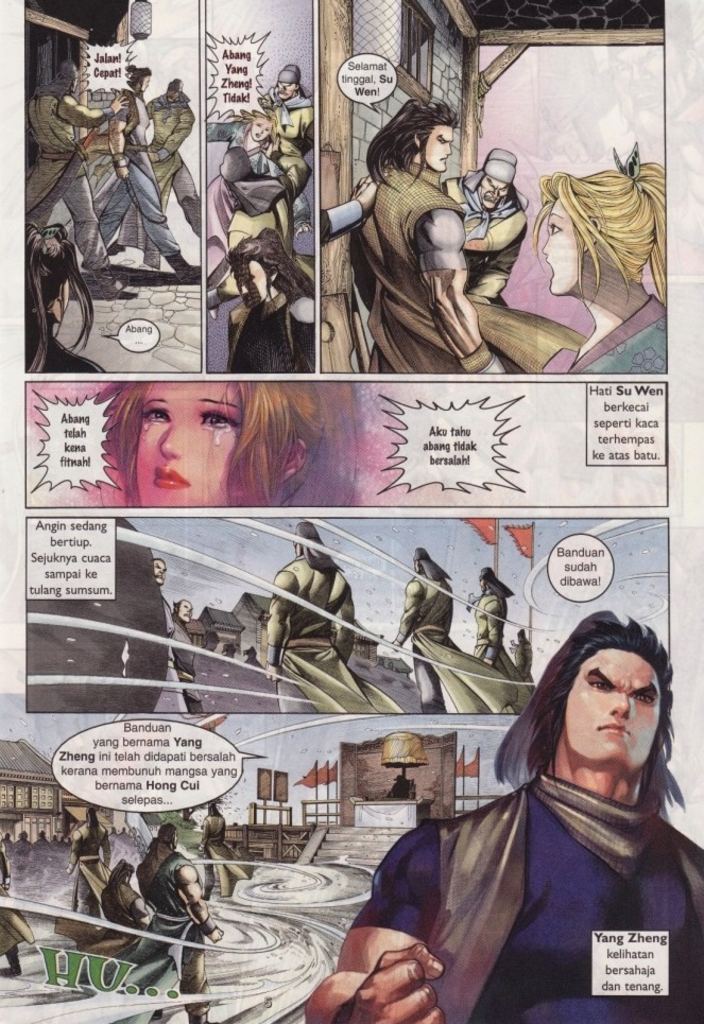 Jalan!
Cepat!
Abang
Yang
Zheng!
Tidak!
Selamat
tinggal, Su
Wen!
Abang
...
Abang
telah
kena
fitnah!
Aku tahu
abang tidak
bersalah!
Hati Su Wen
berkecai
seperti kaca
terhempas
ke atas batu.
Angin sedang
bertiup.
Sejuknya cuaca
sampai ke
tulang sumsum.
Banduan
sudah
dibawa!
Banduan
yang bernama Yang
Zheng ini telah didapati bersalah
kerana membunuh mangsa yang
bernama Hong Cui
selepas...
HU...
Yang Zheng
kelihatan
bersahaja
dan tenang.
5